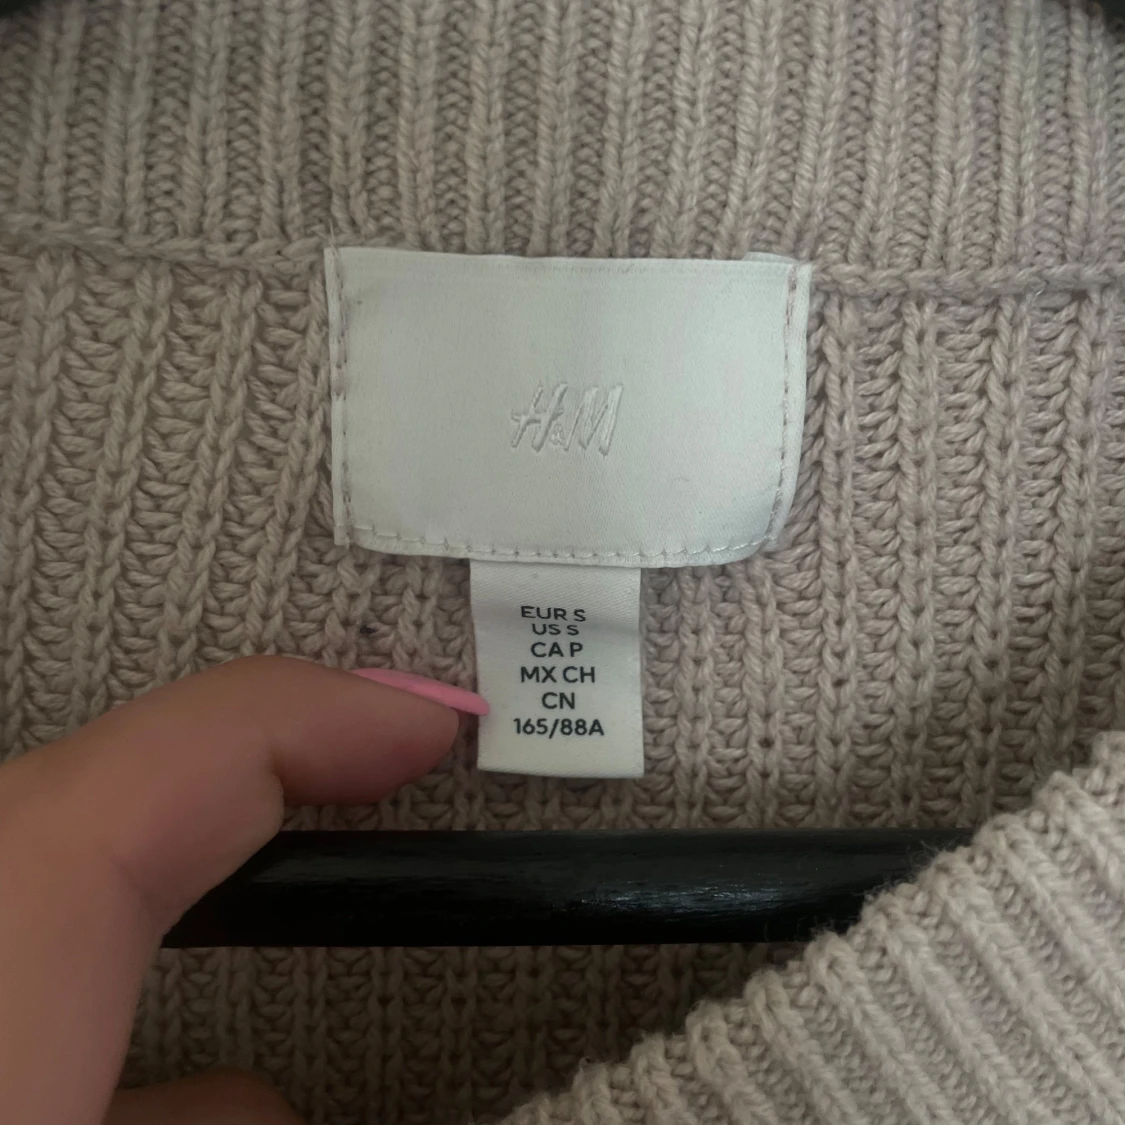 H&M
EUR S
US S
CA P
MX CH
CN
165/88A